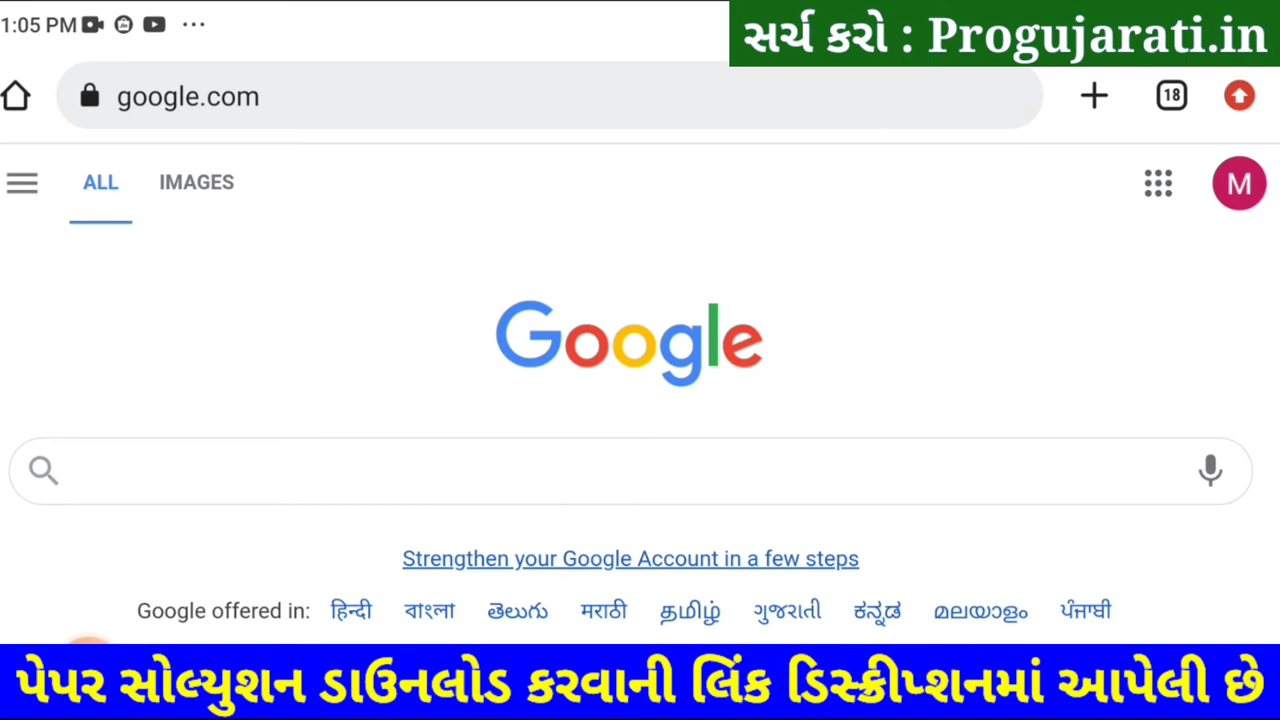 1:05 PM
સર્ચ કરો : Progujarati.in
google.com
18
ALL IMAGES
M
Google
Strengthen your Google Account in a few steps
Google offered in: हिन्दी বাংলা తెలుగు मराठी தமிழ் ગુજરાતી ಕನ್ನಡ മലയാളം ਪੰਜਾਬੀ
પેપર સોલ્યુશન ડાઉનલોડ કરવાની લિંક ડિસ્ક્રીપ્શનમાં આપેલી છે